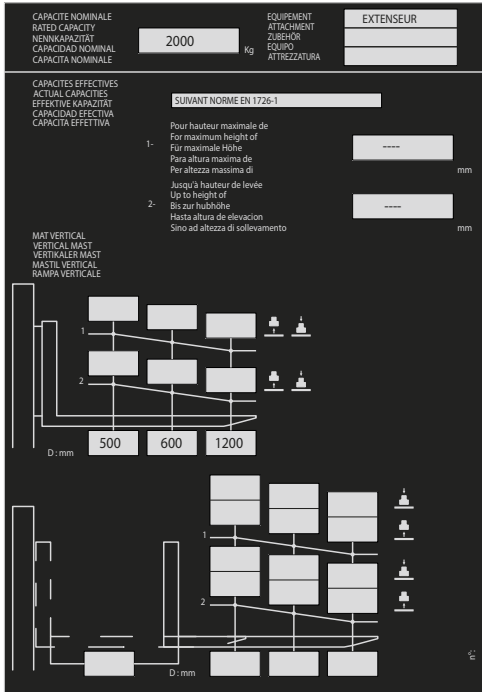 CAPACITE NOMINALE
RATED CAPACITY
NENNKAPAZITÄT
CAPACIDAD NOMINAL
CAPACITA NOMINALE
2000 Kg
EQUIPEMENT
ATTACHMENT
ZUBEHÖR
EQUIPO
ATTREZZATURA
EXTENSEUR
CAPACITES EFFECTIVES
ACTUAL CAPACITIES
EFFEKTIVE KAPAZITÄT
CAPACIDAD EFECTIVA
CAPACITA EFFETTIVA
SUIVANT NORME EN 1726-1
1-
Pour hauteur maximale de
For maximum height of
Für maximale Höhe
Para altura maxima de
Per altezza massima di
---- mm
2-
Jusqu'à hauteur de levée
Up to height of
Bis zur hubhöhe
Hasta altura de elevacion
Sino ad altezza di sollevamento
---- mm
MAT VERTICAL
VERTICAL MAST
VERTIKALER MAST
MASTIL VERTICAL
RAMPA VERTICALE
1
2
D : mm 500 600 1200
1
2
D : mm
n°: